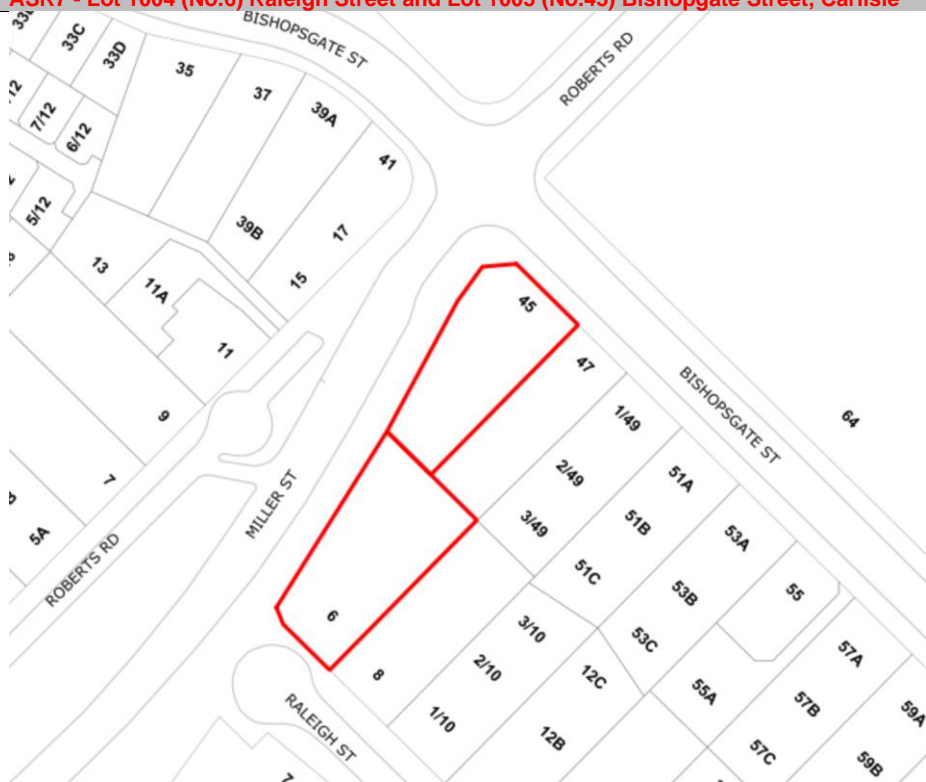 ASR7 - Lot 1004 (No.6) Raleigh Street and Lot 1005 (No.45) Bishopgate Street, Carlisle
BISHOPSGATE ST
ROBERTS RD
33C
33D
35
37
39A
41
7/12
6/12
5/12
39B
17
15
13
11A
11
9
7
5A
ROBERTS RD
MILLER ST
45
47
BISHOPSGATE ST
64
1/49
2/49
3/49
51A
51B
51C
53A
53B
53C
55
55A
57A
57B
57C
59A
59B
6
8
3/10
2/10
1/10
12C
12B
RALEIGH ST
7